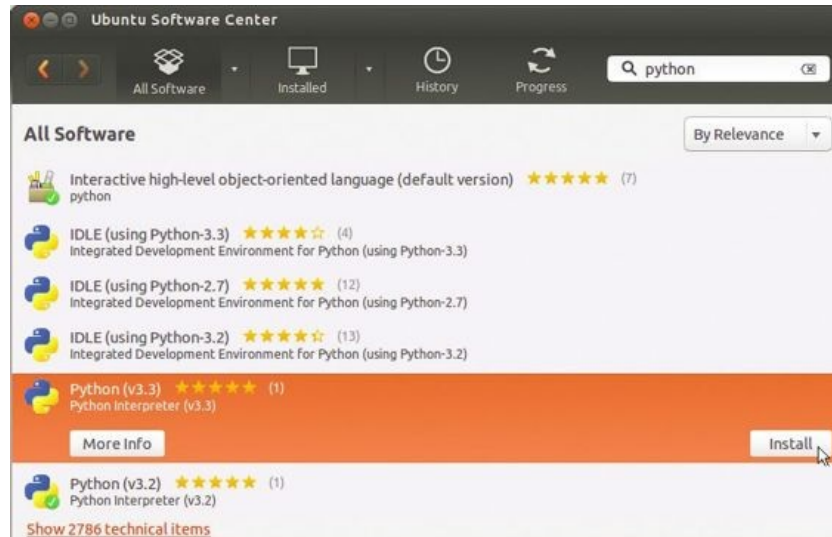 Ubuntu Software Center
All Software
Installed
History
Progress
python
All Software
By Relevance
Interactive high-level object-oriented language (default version) (7)
python
IDLE (using Python-3.3) (4)
Integrated Development Environment for Python (using Python-3.3)
IDLE (using Python-2.7) (12)
Integrated Development Environment for Python (using Python-2.7)
IDLE (using Python-3.2) (13)
Integrated Development Environment for Python (using Python-3.2)
Python (v3.3) (1)
Python Interpreter (v3.3)
More Info
Install
Python (v3.2) (1)
Python Interpreter (v3.2)
Show 2786 technical items